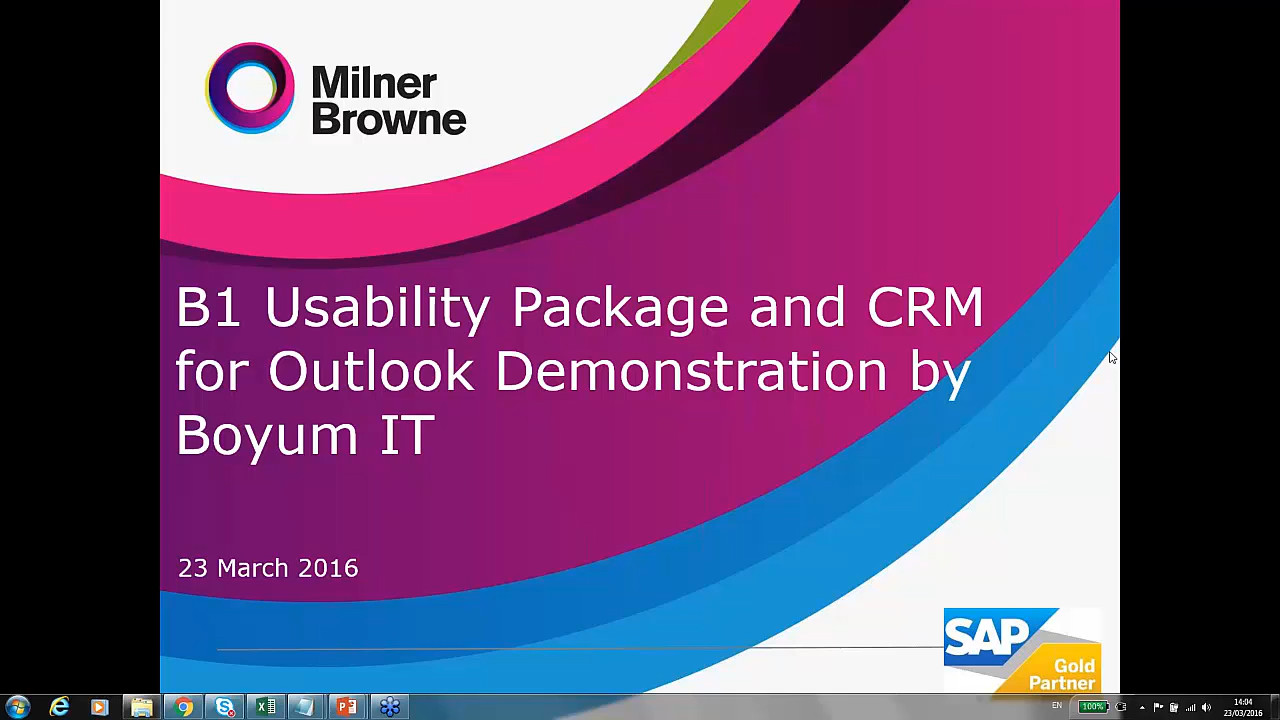 Milner
Browne
B1 Usability Package and CRM
for Outlook Demonstration by
Boyum IT
23 March 2016
SAP
Gold
Partner
EN
100%
14:04
23/03/2016